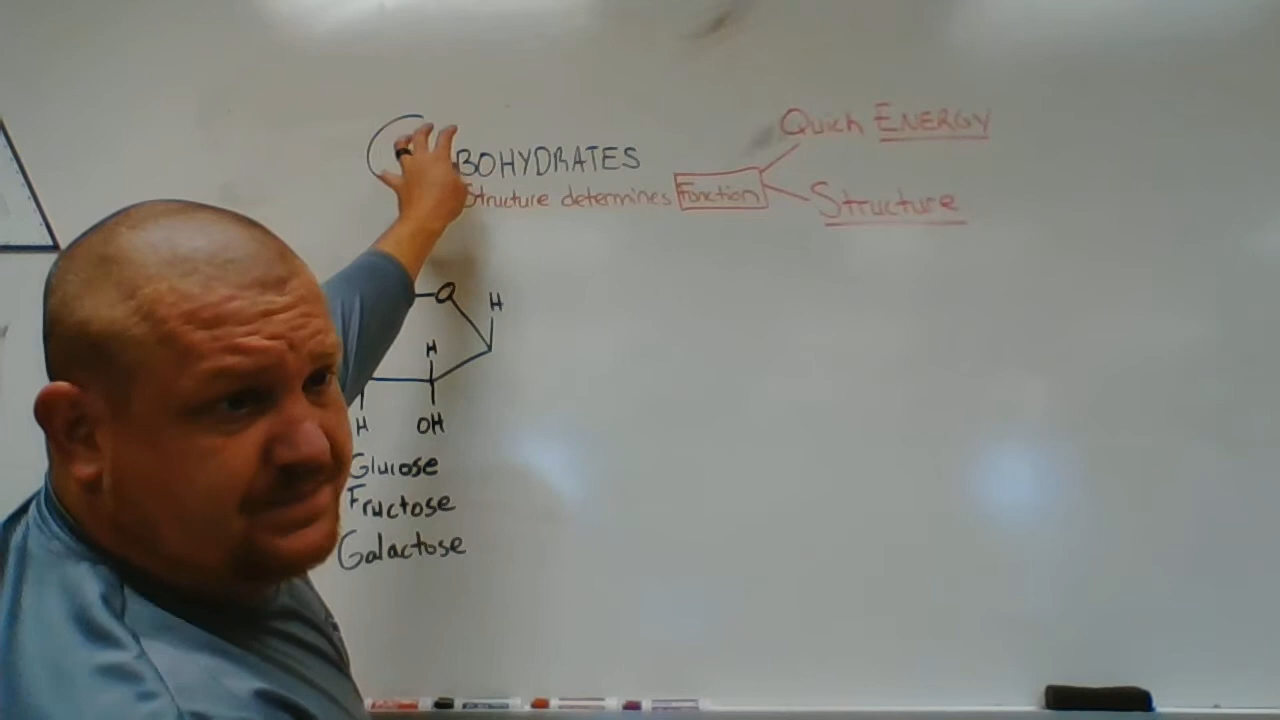 Quick ENERGY
BOHYDRATES
Structure determines Function
Structure
O
H
H
H
OH
Glucose
Fructose
Galactose